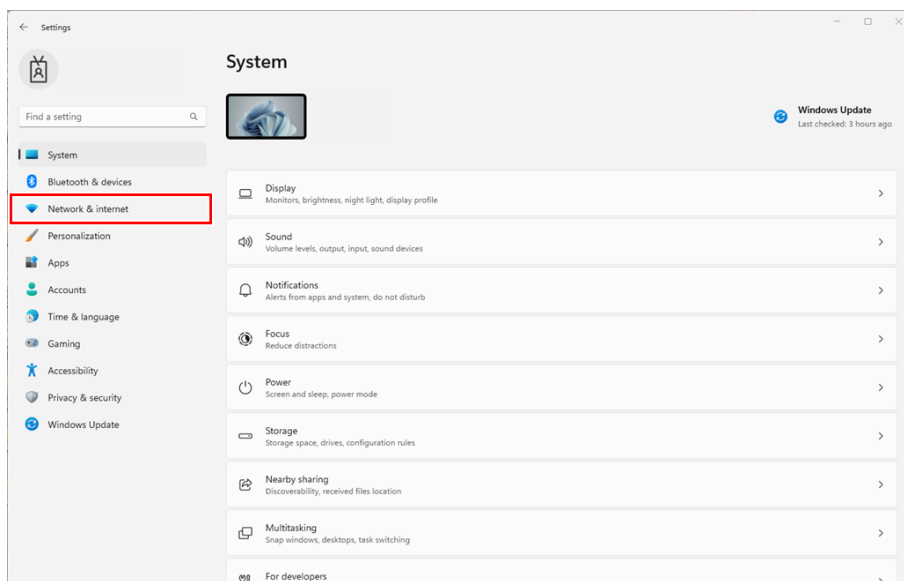 Settings
Find a setting
System
Bluetooth & devices
Network & internet
Personalization
Apps
Accounts
Time & language
Gaming
Accessibility
Privacy & security
Windows Update
System
Windows Update
Last checked: 3 hours ago
Display
Monitors, brightness, night light, display profile
Sound
Volume levels, output, input, sound devices
Notifications
Alerts from apps and system, do not disturb
Focus
Reduce distractions
Power
Screen and sleep, power mode
Storage
Storage space, drives, configuration rules
Nearby sharing
Discoverability, received files location
Multitasking
Snap windows, desktops, task switching
For developers